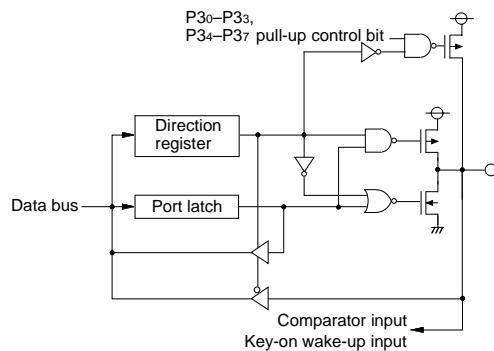 P3₀–P3₃,
P3₄–P3₇ pull-up control bit
Direction
register
Data bus
Port latch
Comparator input
Key-on wake-up input